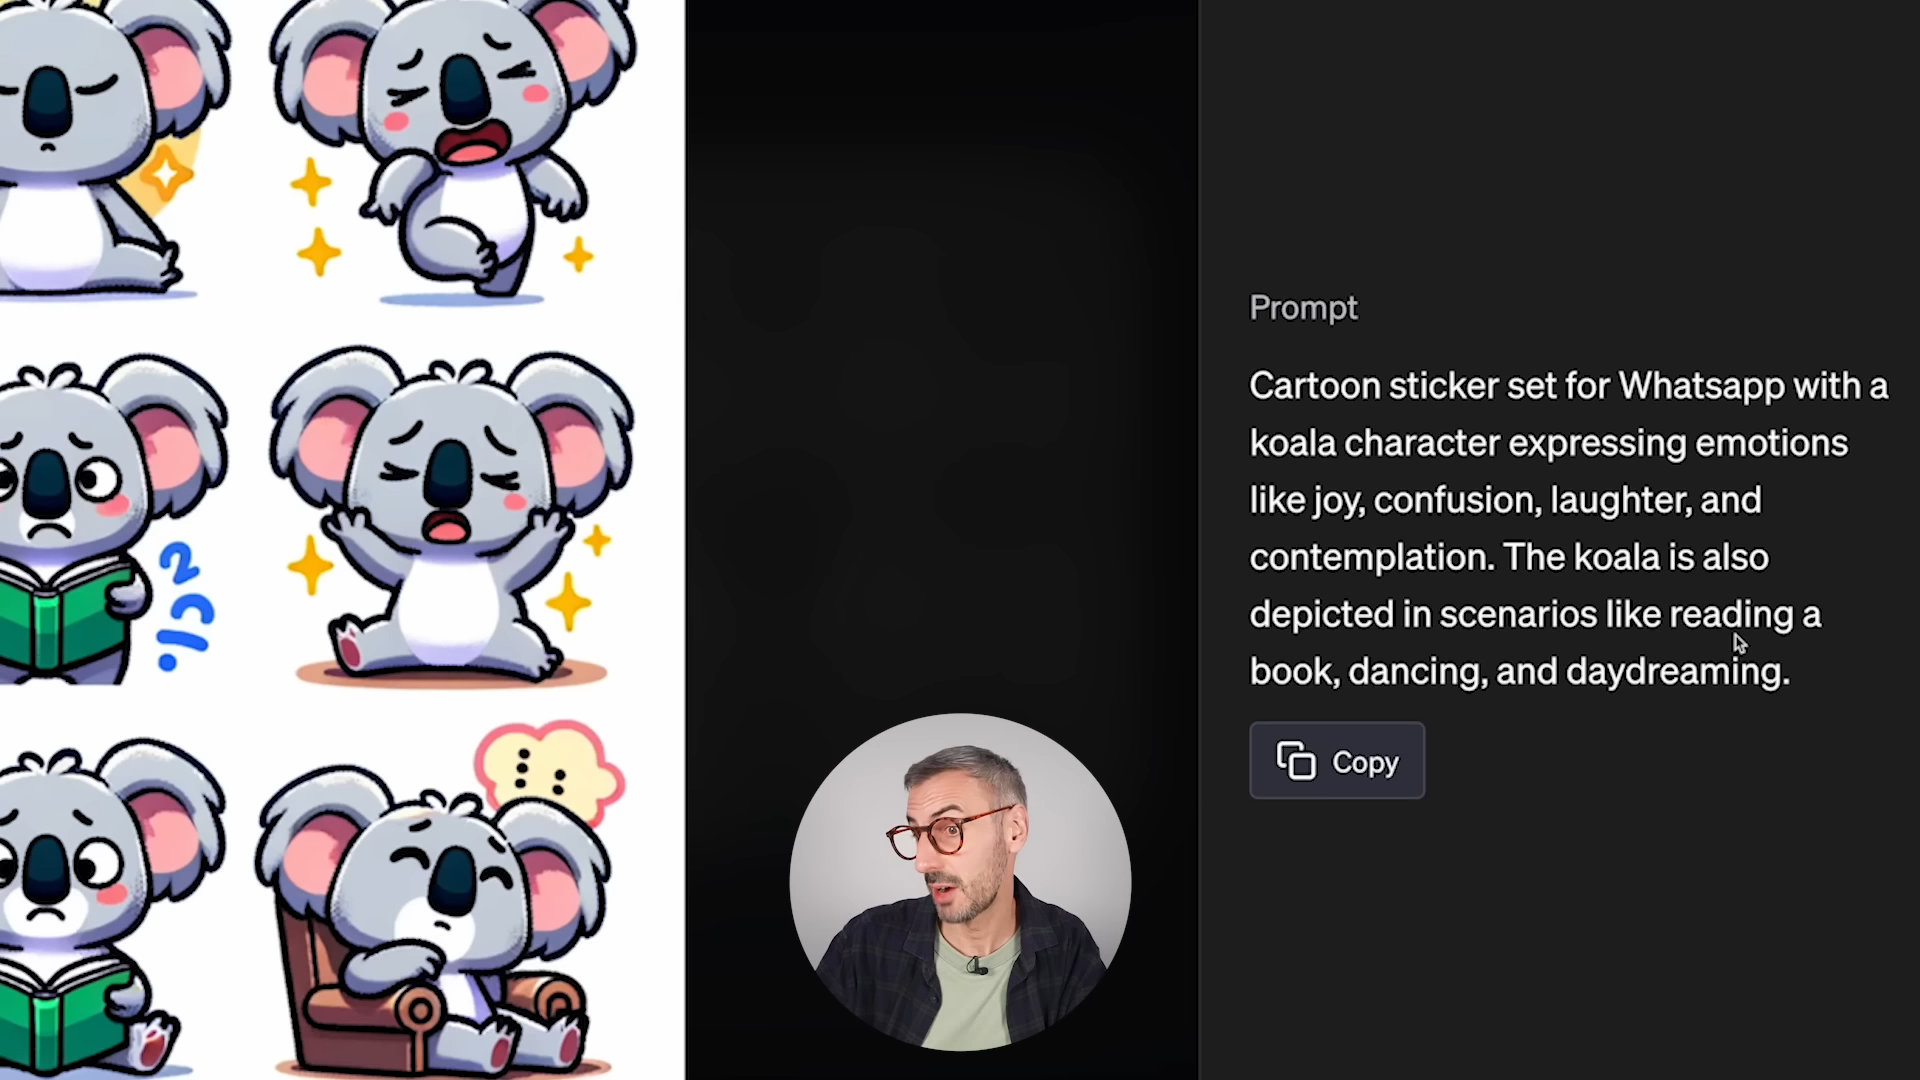 Prompt
Cartoon sticker set for Whatsapp with a
koala character expressing emotions
like joy, confusion, laughter, and
contemplation. The koala is also
depicted in scenarios like reading a
book, dancing, and daydreaming.
Copy